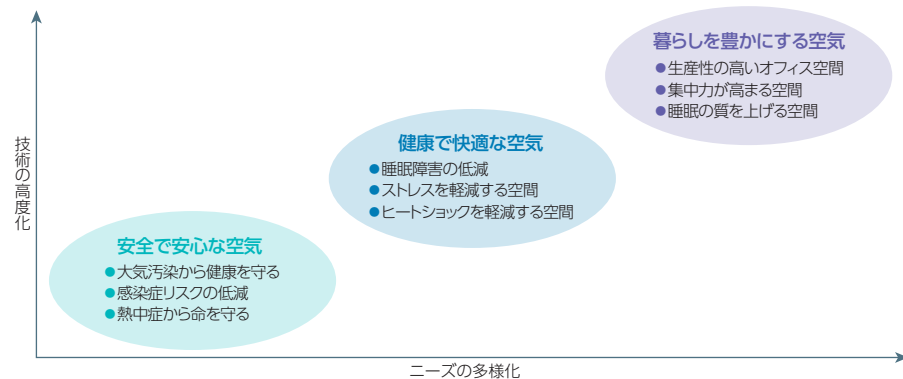 暮らしを豊かにする空気
●生産性の高いオフィス空間
●集中力が高まる空間
●睡眠の質を上げる空間
健康で快適な空気
●睡眠障害の低減
●ストレスを軽減する空間
●ヒートショックを軽減する空間
安全で安心な空気
●大気汚染から健康を守る
●感染症リスクの低減
●熱中症から命を守る
技術の高度化
ニーズの多様化